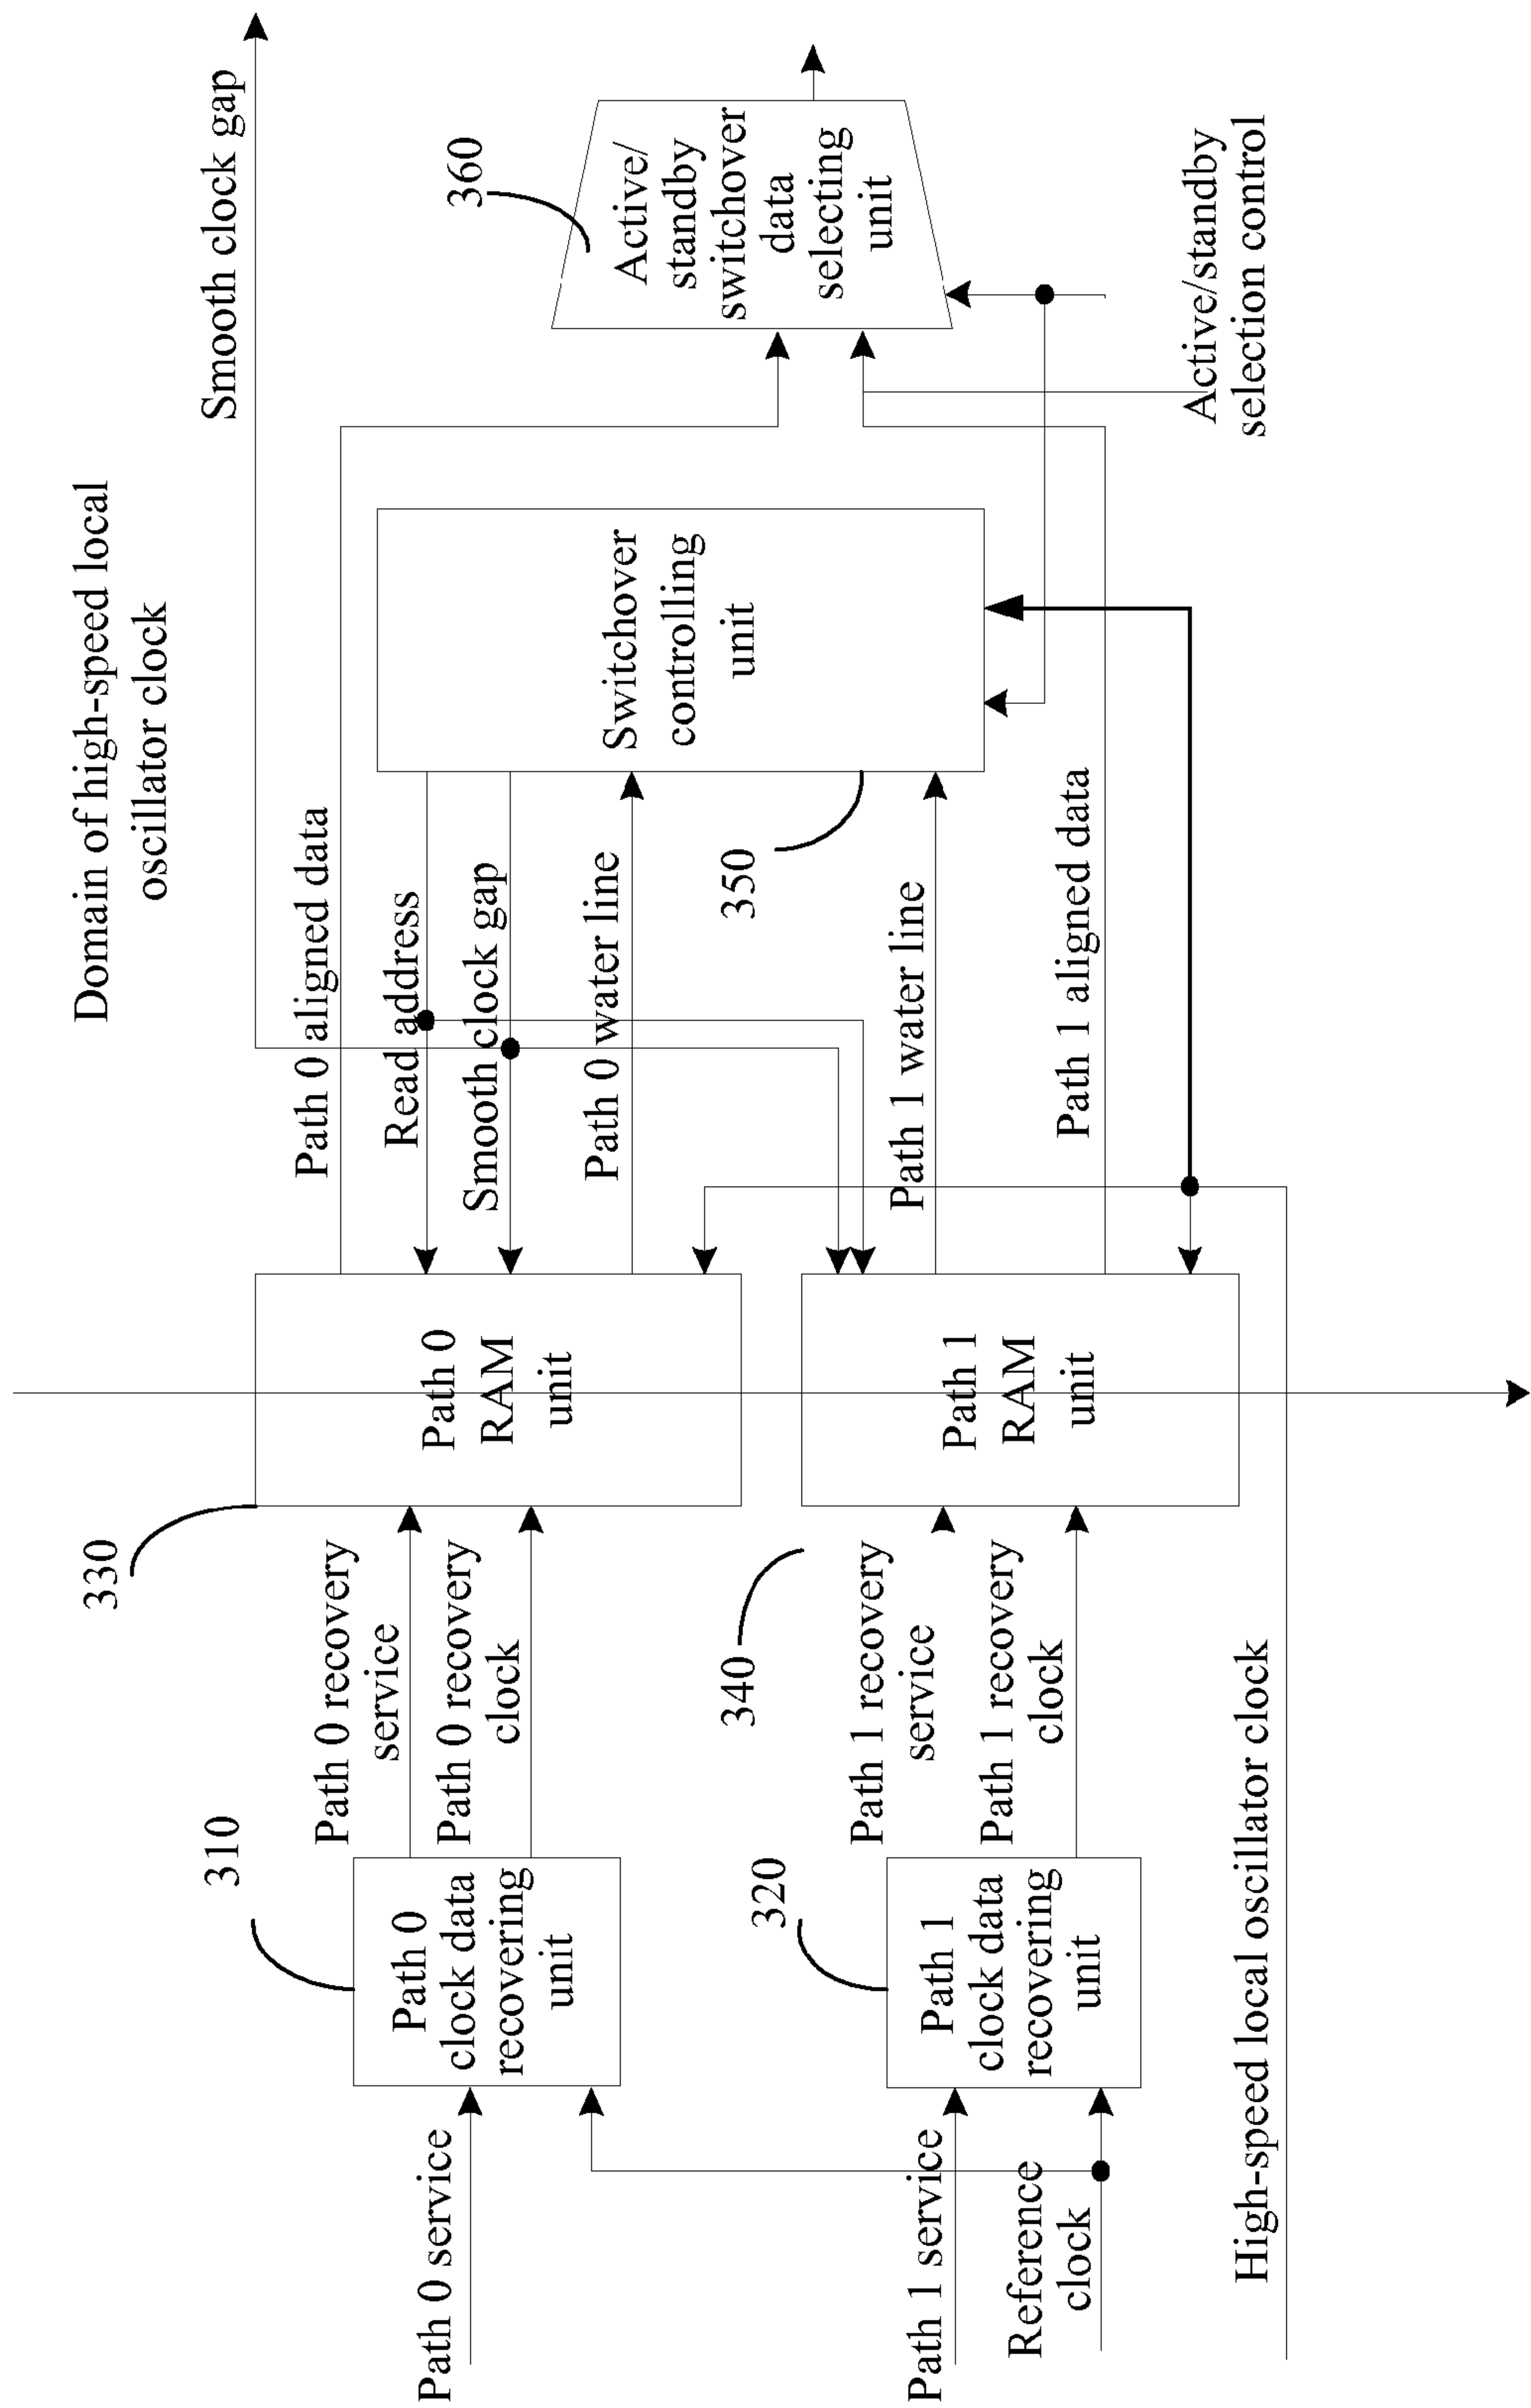 Domain of high-speed local
oscillator clock
Smooth clock gap
330
310
Path 0 service
Path 0
clock data
recovering
unit
Path 0 recovery
service
Path 0 recovery
clock
Path 0
RAM
unit
Path 0 aligned data
Read address
Smooth clock gap
Path 0 water line
Switchover
controlling
unit
360
Active/
standby
switchover
data
selecting
unit
320
340
350
Path 1 service
Reference
clock
Path 1
clock data
recovering
unit
Path 1 recovery
service
Path 1 recovery
clock
Path 1
RAM
unit
Path 1 water line
Path 1 aligned data
Active/standby
selection control
High-speed local oscillator clock